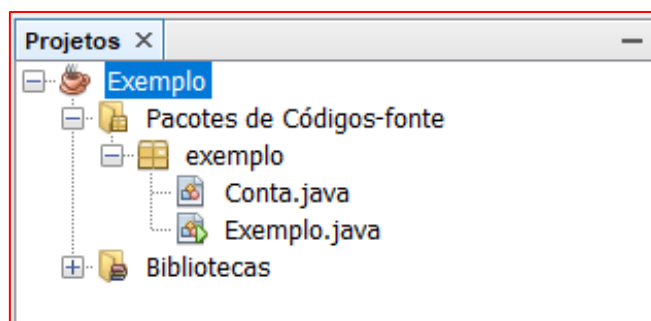 Projetos
Exemplo
Pacotes de Códigos-fonte
exemplo
Conta.java
Exemplo.java
Bibliotecas